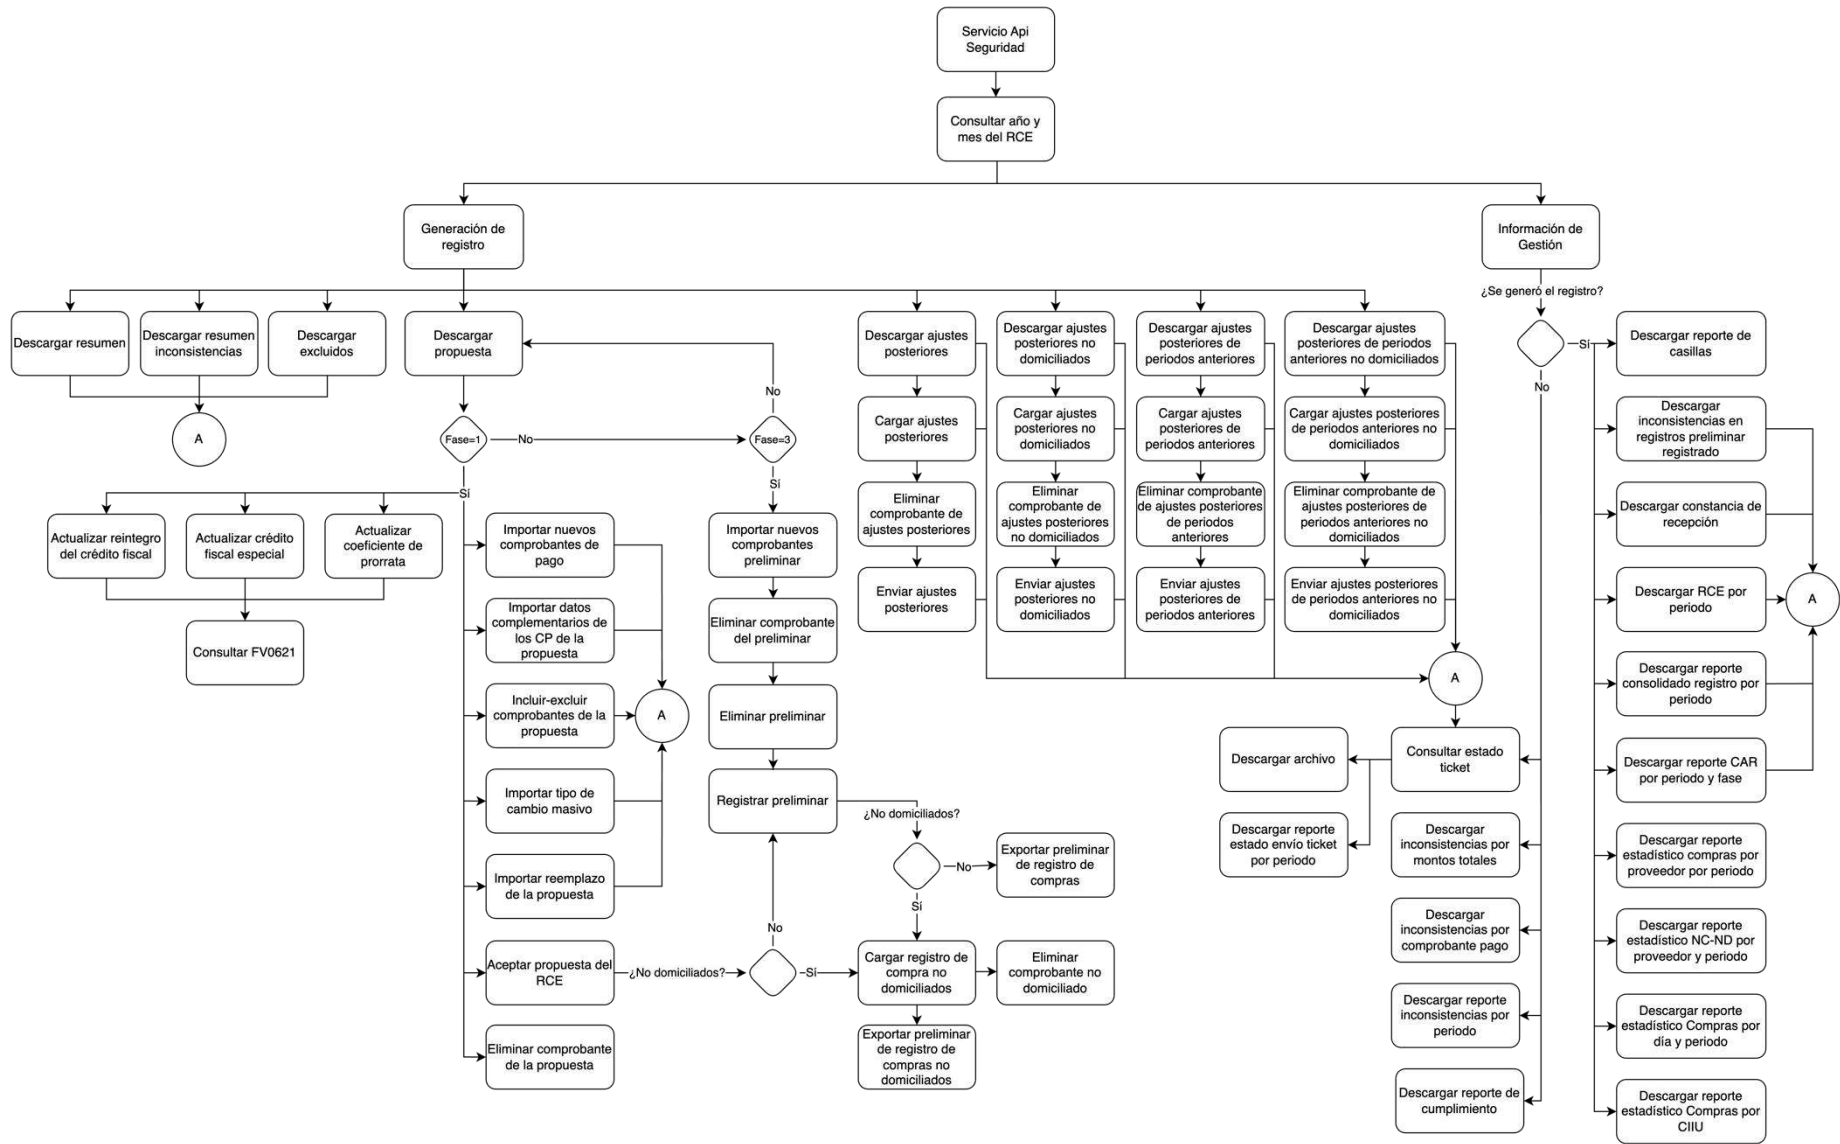 Servicio Api
Seguridad
Consultar año y
mes del RCE
Generación de
registro
Información de
Gestión
¿Se generó el registro?
Descargar resumen
Descargar resumen
inconsistencias
Descargar
excluidos
Descargar
propuesta
Descargar ajustes
posteriores
Descargar ajustes
posteriores no
domiciliados
Descargar ajustes
posteriores de
periodos anteriores
Descargar ajustes
posteriores de periodos
anteriores no domiciliados
Sí
Descargar reporte de
casillas
No
No
A
Fase=1
No
Fase=3
Cargar ajustes
posteriores
Cargar ajustes
posteriores no
domiciliados
Cargar ajustes
posteriores de
periodos anteriores
Cargar ajustes posteriores
de periodos anteriores no
domiciliados
Descargar
inconsistencias en
registros preliminar
registrado
Sí
Sí
Actualizar reintegro
del crédito fiscal
Actualizar crédito
fiscal especial
Actualizar
coeficiente de
prorrata
Importar nuevos
comprobantes de
pago
Importar nuevos
comprobantes
preliminar
Eliminar
comprobante de
ajustes posteriores
Eliminar
comprobante de
ajustes posteriores
no domiciliados
Eliminar comprobante
de ajustes posteriores
de periodos
anteriores
Eliminar comprobante de
ajustes posteriores de
periodos anteriores no
domiciliados
Descargar constancia de
recepción
Importar datos
complementarios de
los CP de la
propuesta
Eliminar comprobante
del preliminar
Enviar ajustes
posteriores
Enviar ajustes
posteriores no
domiciliados
Enviar ajustes
posteriores de
periodos anteriores
Enviar ajustes posteriores
de periodos anteriores no
domiciliados
Descargar RCE por
periodo
A
Consultar FV0621
Incluir-excluir
comprobantes de la
propuesta
A
Eliminar preliminar
A
Descargar reporte
consolidado registro por
periodo
Importar tipo de
cambio masivo
Registrar preliminar
¿No domiciliados?
Descargar archivo
Consultar estado
ticket
Descargar reporte CAR
por periodo y fase
Importar reemplazo
de la propuesta
No
Exportar preliminar
de registro de
compras
Descargar reporte
estado envío ticket
por periodo
Descargar
inconsistencias por
montos totales
Descargar reporte
estadístico compras por
proveedor por periodo
Sí
No
Descargar
inconsistencias por
comprobante pago
Descargar reporte
estadístico NC-ND por
proveedor y periodo
Aceptar propuesta del
RCE
¿No domiciliados?
Sí
Cargar registro de
compra no
domiciliados
Eliminar
comprobante no
domiciliado
Descargar reporte
inconsistencias por
periodo
Descargar reporte
estadístico Compras por
día y periodo
Eliminar comprobante
de la propuesta
Exportar preliminar
de registro de
compras no
domiciliados
Descargar reporte de
cumplimiento
Descargar reporte
estadístico Compras por
CIIU